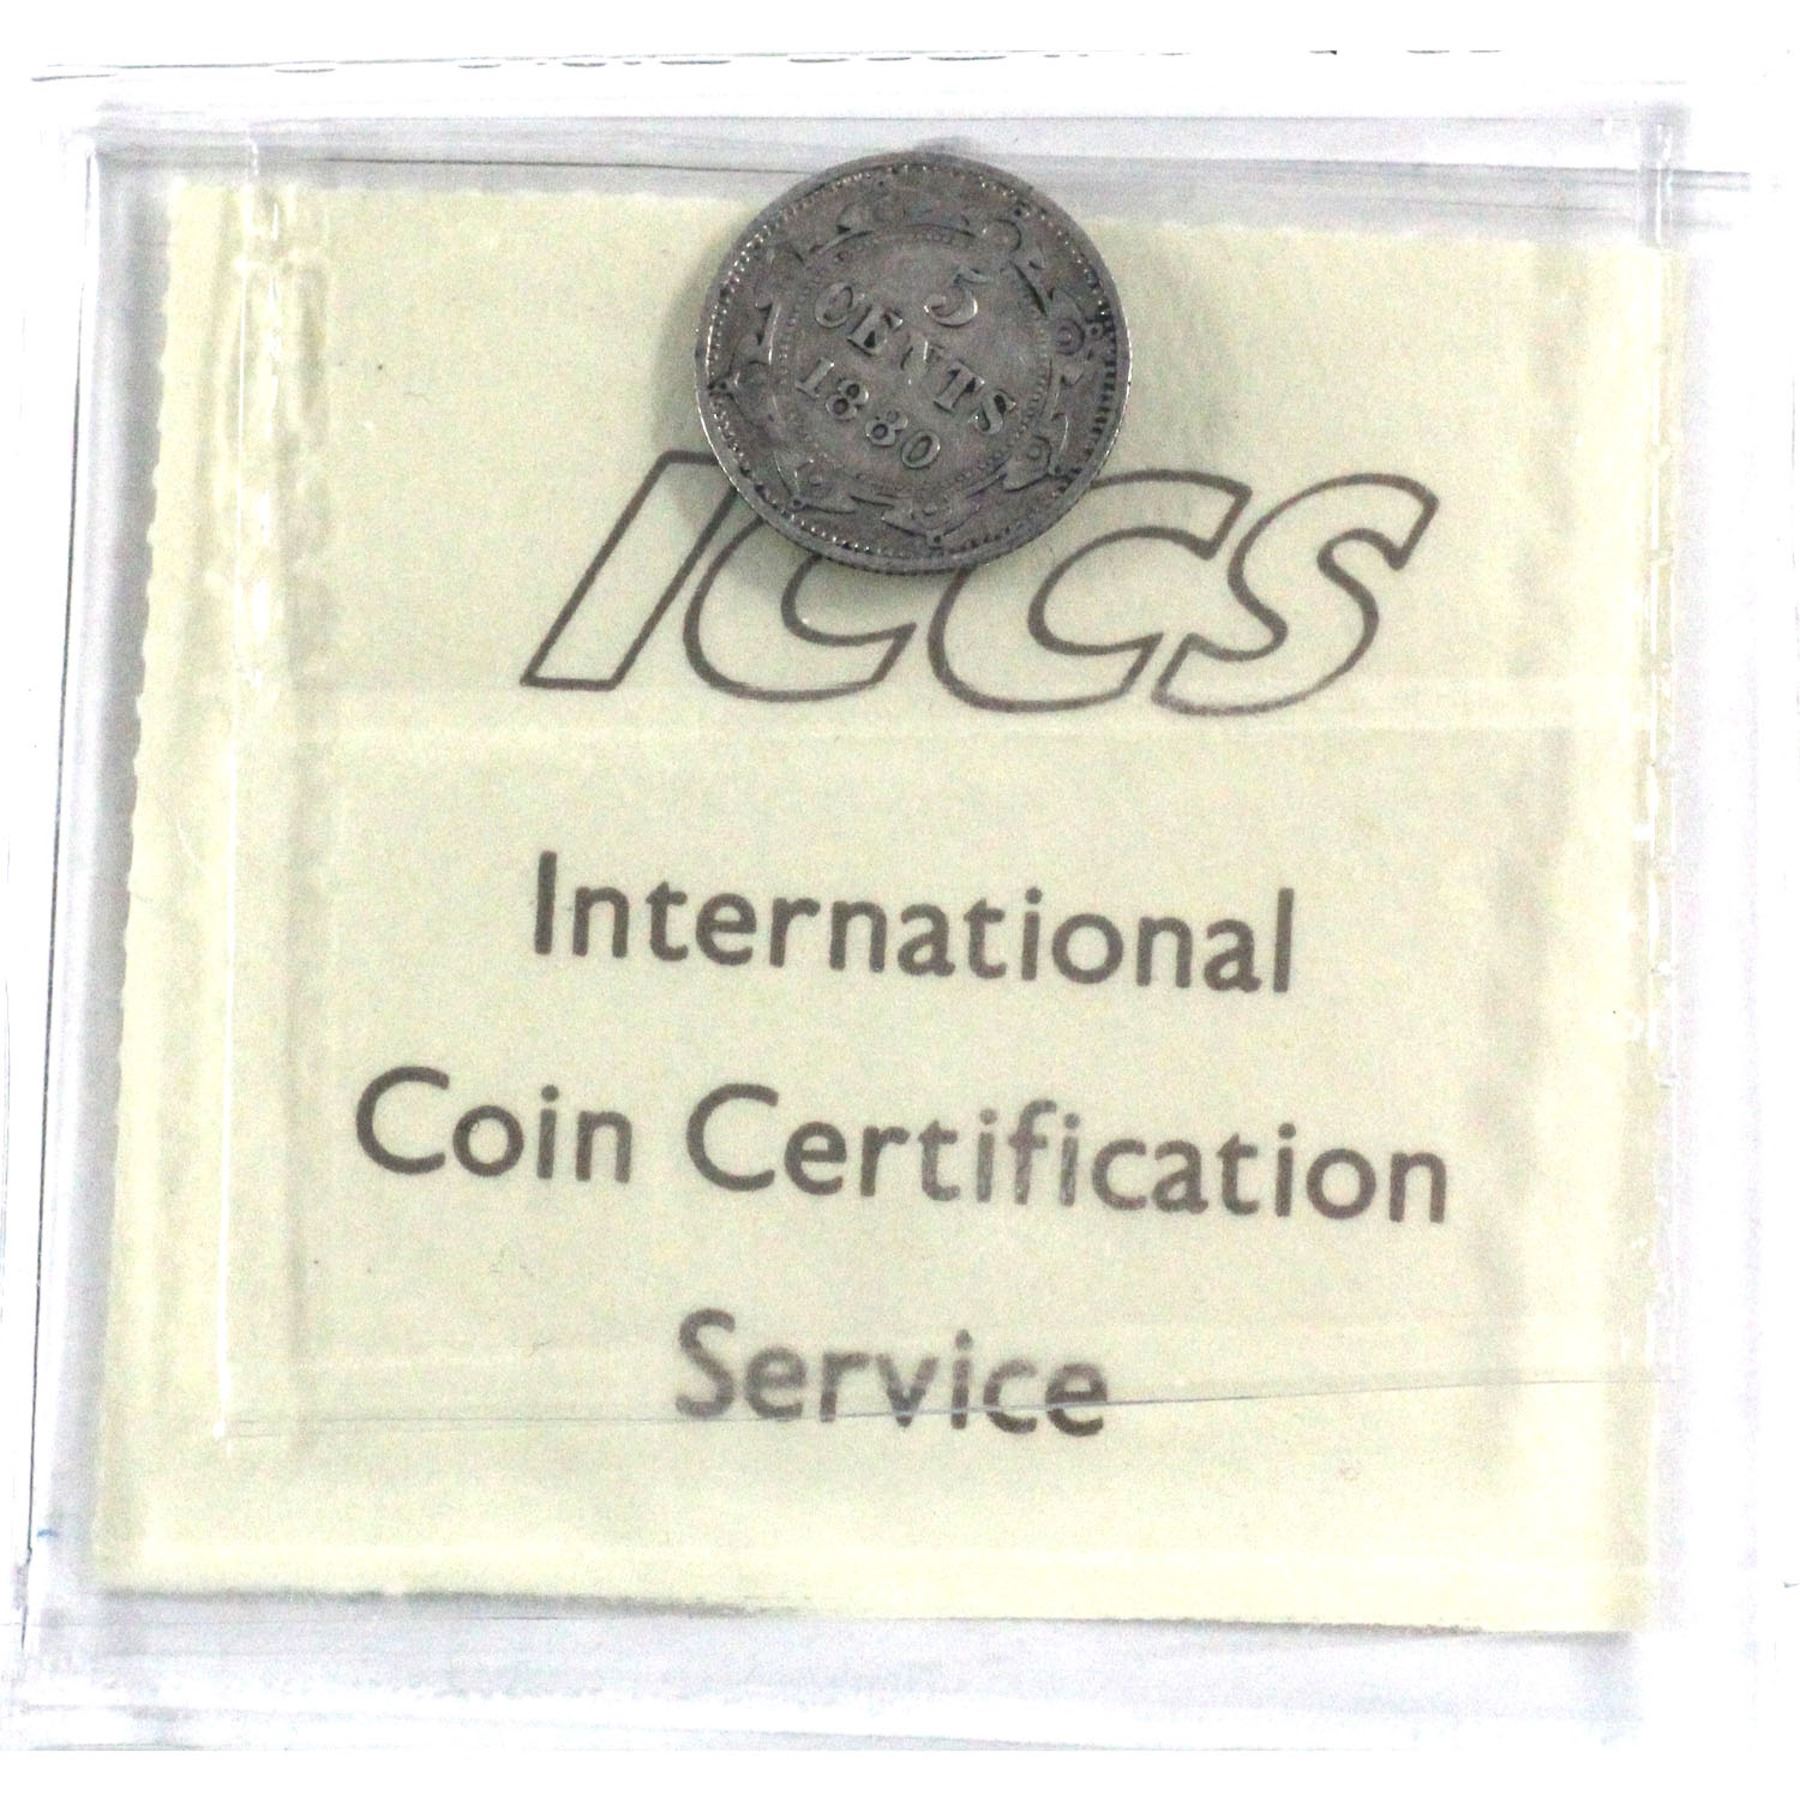 5
CENTS
1880
ICCS
International
Coin Certification
Service